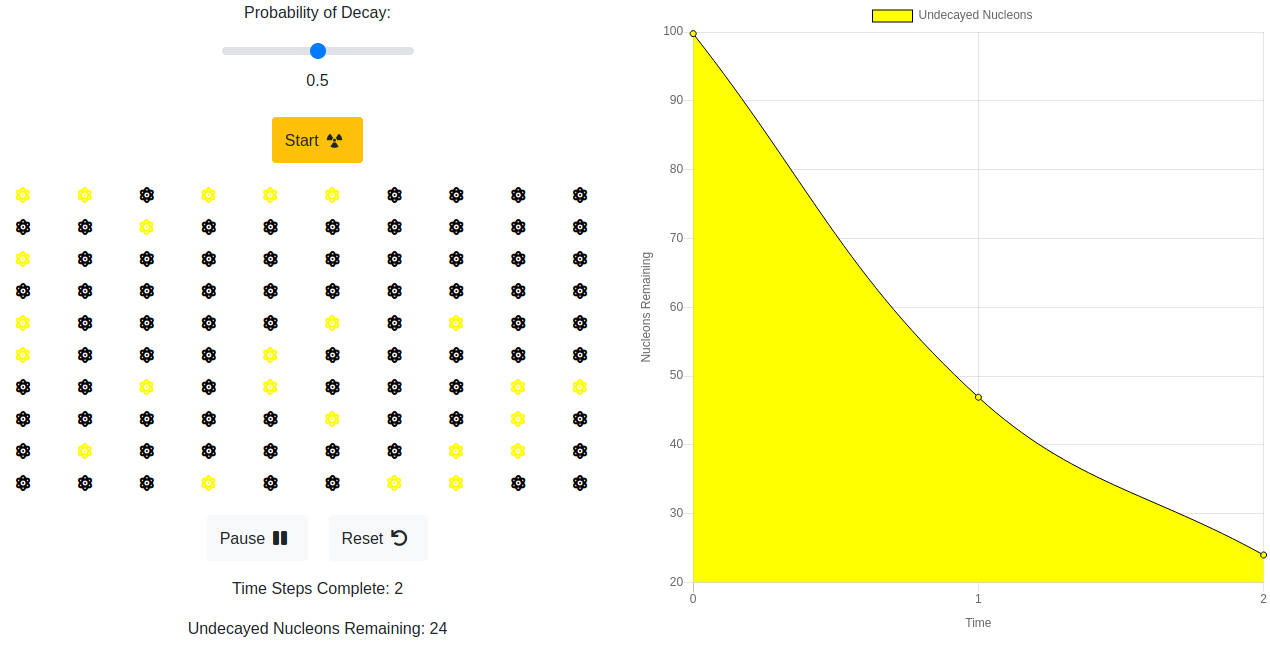 Probability of Decay:
0.5
Start
Pause
Reset
Time Steps Complete: 2
Undecayed Nucleons Remaining: 24
Undecayed Nucleons
100
90
80
70
60
50
40
30
20
Nucleons Remaining
0 1 2
Time